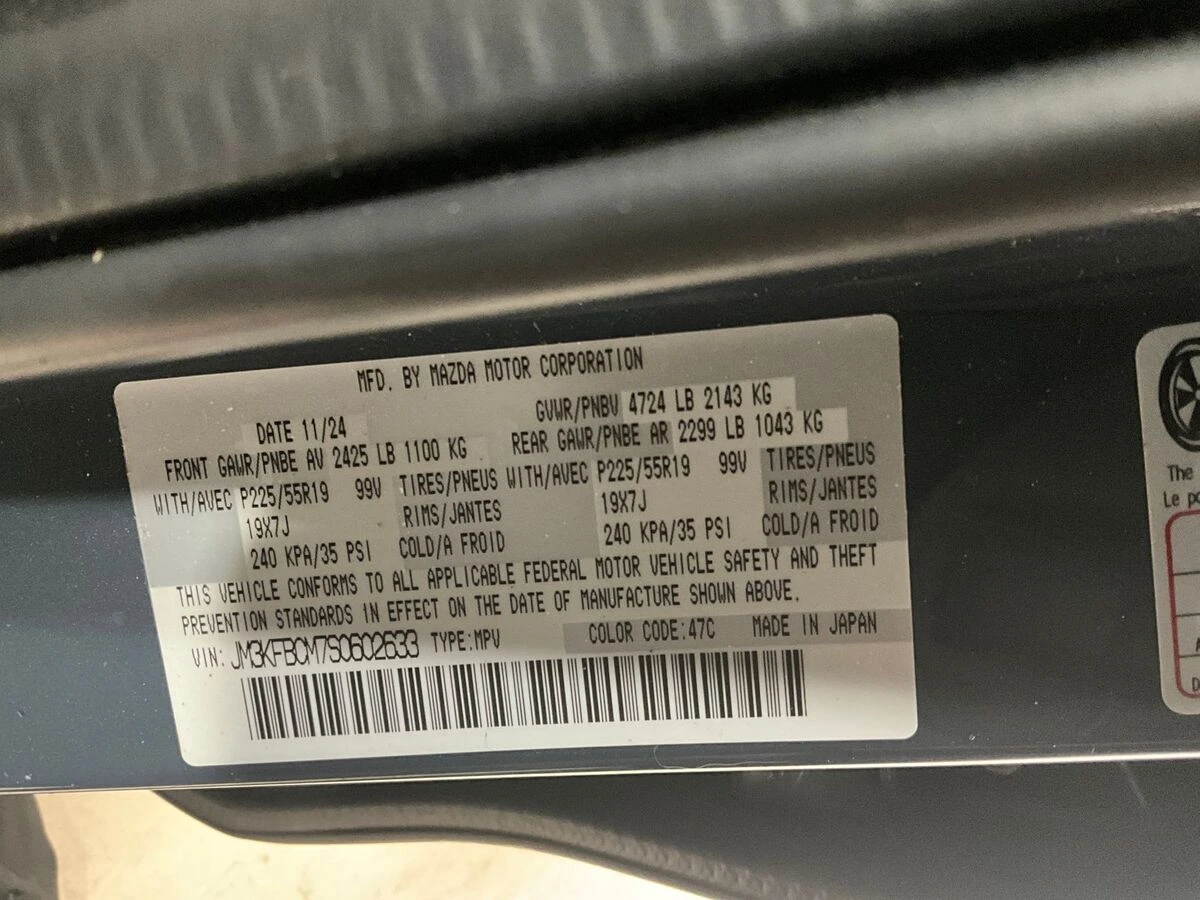 MFD. BY MAZDA MOTOR CORPORATION
DATE 11/24
GVWR/PNBV 4724 LB 2143 KG
FRONT GAWR/PNBE AV 2425 LB 1100 KG
REAR GAWR/PNBE AR 2299 LB 1043 KG
WITH/AVEC P225/55R19 99V TIRES/PNEUS WITH/AVEC P225/55R19 99V TIRES/PNEUS
19X7J RIMS/JANTES 19X7J RIMS/JANTES
240 KPA/35 PSI COLD/A FROID 240 KPA/35 PSI COLD/A FROID
THIS VEHICLE CONFORMS TO ALL APPLICABLE FEDERAL MOTOR VEHICLE SAFETY AND THEFT
PREVENTION STANDARDS IN EFFECT ON THE DATE OF MANUFACTURE SHOWN ABOVE.
VIN: JM3KFBCM7S0602633 TYPE:MPV COLOR CODE:47C MADE IN JAPAN
The
Le